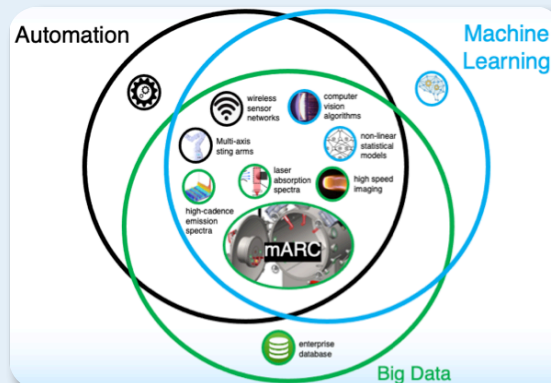 Automation
Machine
Learning
wireless
sensor
networks
computer
vision
algorithms
Multi-axis
sting arms
non-linear
statistical
models
laser
absorption
spectra
high speed
imaging
high-cadence
emission
spectra
mARC
enterprise
database
Big Data